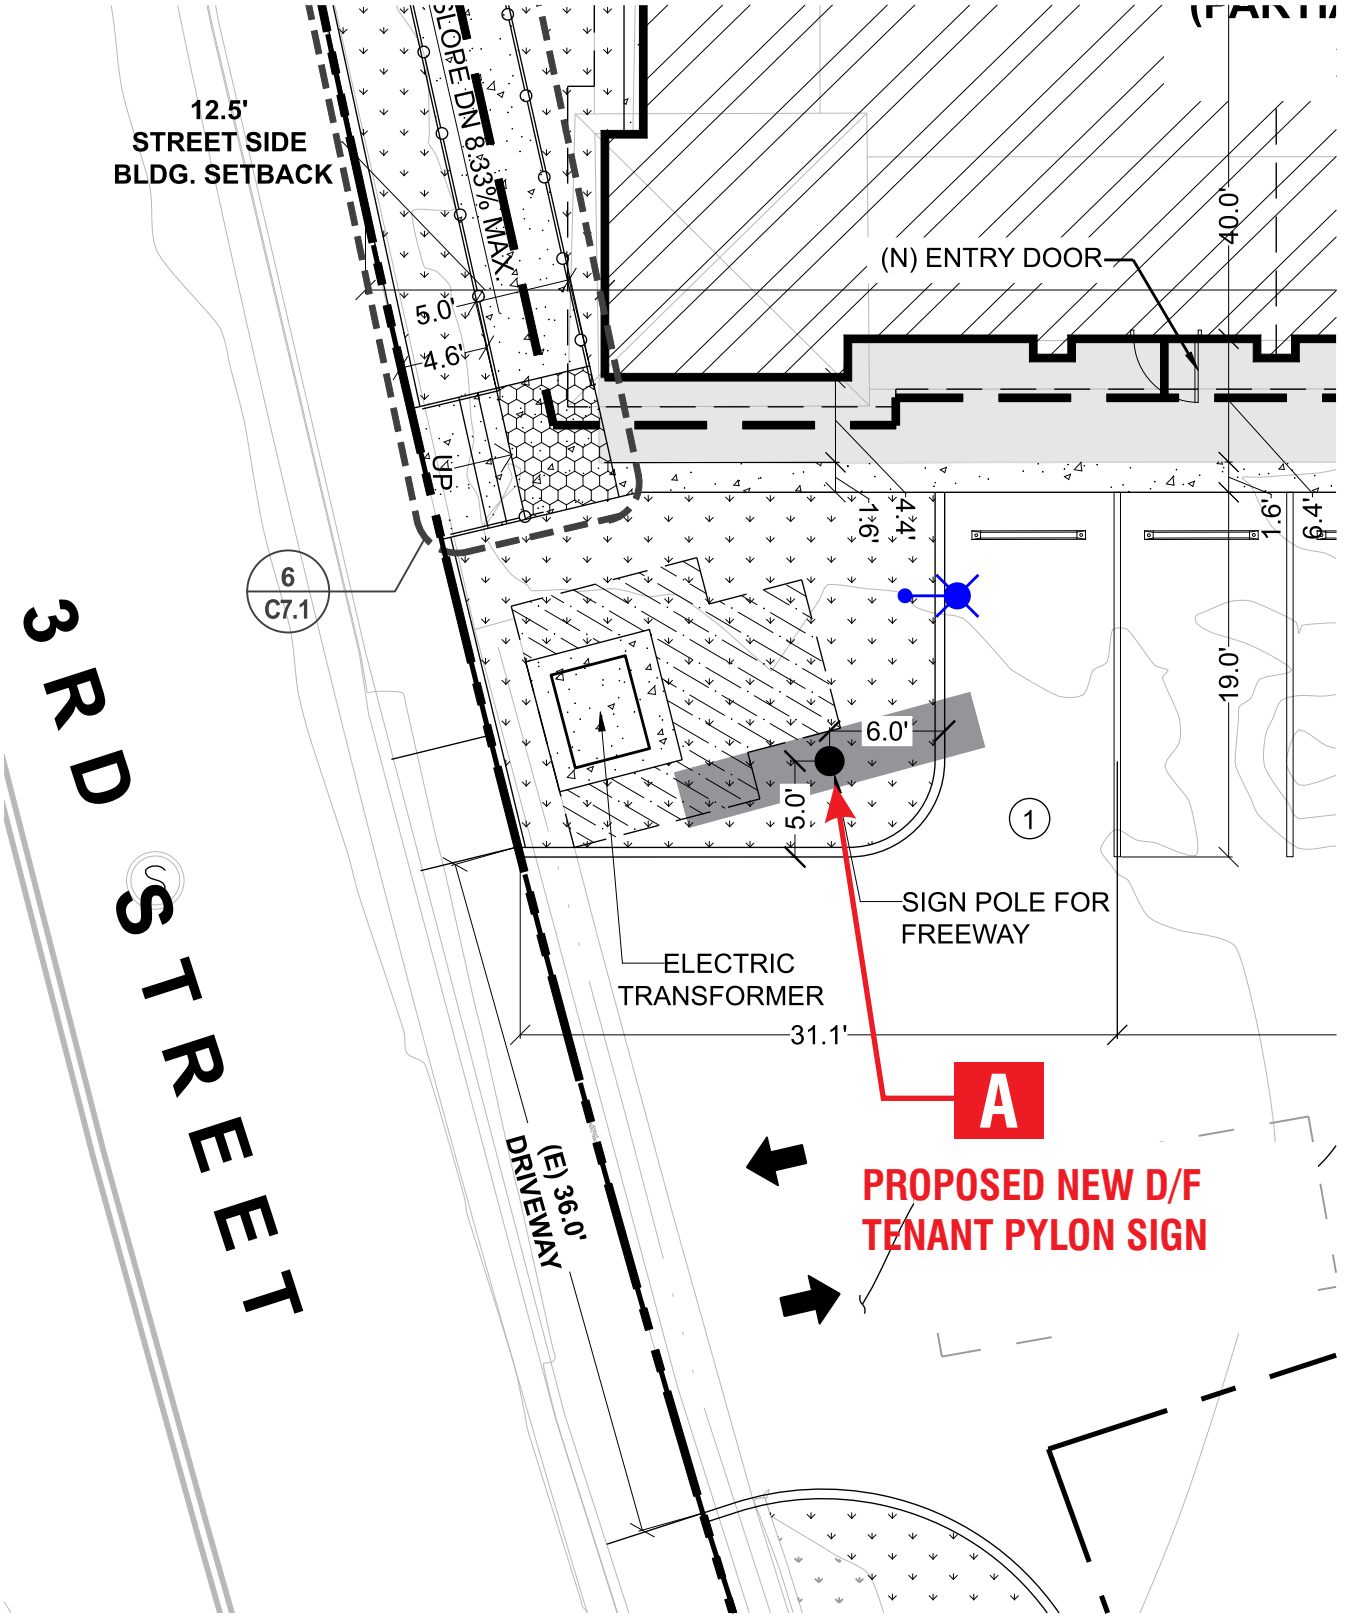 (PARTIA
SLOPE DN 8.33% MAX.
12.5'
STREET SIDE
BLDG. SETBACK
40.0'
(N) ENTRY DOOR
5.0'
4.6'
UP
1.6'
4.4'
1.6'
6.4'
6
C7.1
3RD STREET
19.0'
6.0'
5.0'
1
S
SIGN POLE FOR
FREEWAY
ELECTRIC
TRANSFORMER
31.1'
A
PROPOSED NEW D/F
TENANT PYLON SIGN
(E) 36.0'
DRIVEWAY